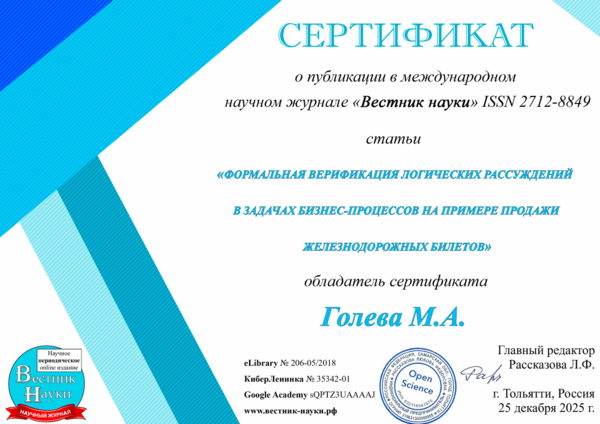 СЕРТИФИКАТ
о публикации в международном
научном журнале «Вестник науки» ISSN 2712-8849
статьи
«ФОРМАЛЬНАЯ ВЕРИФИКАЦИЯ ЛОГИЧЕСКИХ РАССУЖДЕНИЙ
В ЗАДАЧАХ БИЗНЕС-ПРОЦЕССОВ НА ПРИМЕРЕ ПРОДАЖИ
ЖЕЛЕЗНОДОРОЖНЫХ БИЛЕТОВ»
обладатель сертификата
Голева М.А.
Научное
периодическое
online издание
Вестник
Науки
НАУЧНЫЙ ЖУРНАЛ
eLibrary № 206-05/2018
КиберЛенинка № 35342-01
Google Academy sQPTZ3UAAAAJ
www.вестник-науки.рф
Open
Science
Главный редактор
Рассказова Л.Ф.
г. Тольятти, Россия
25 декабря 2025 г.